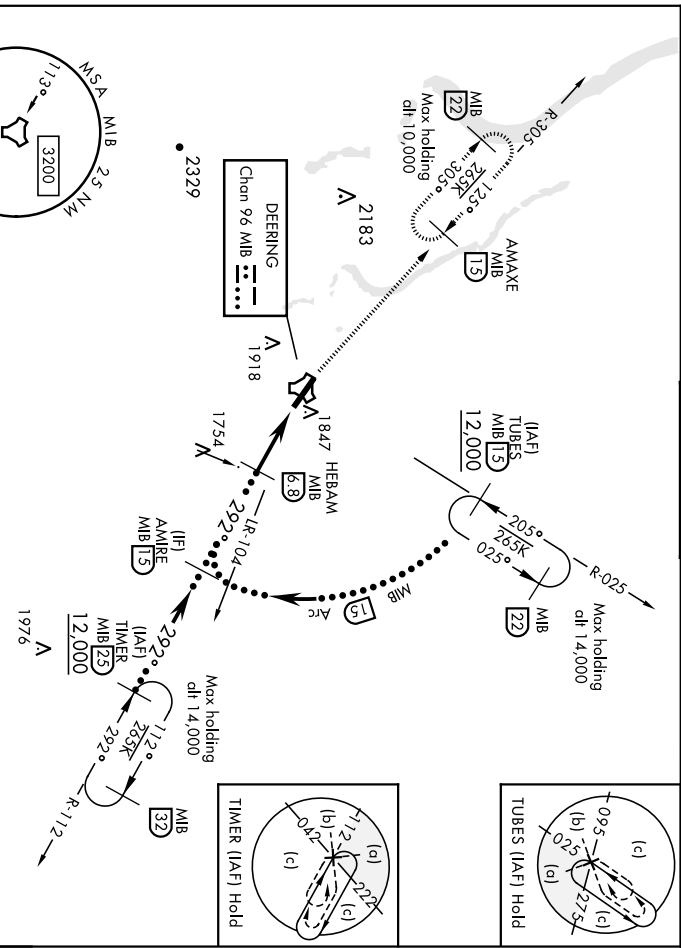 MSA MIB 25 NM
113°
3200
2329
2183
1918
1847
1754
1976
DEERING
Chan 96 MIB
R-305
MIB
22
Max holding
alt 10,000
305°
265K
125°
AMAXE
MIB
15
HEBAM
MIB
6.8
LR-104
292°
(IF)
AMIRE
MIB 15
292°
(IAF)
TIMER
MIB 25
12,000
Max holding
alt 14,000
112°
265K
292°
R-112
MIB
32
MIB
15
Arc
(IAF)
TUBES
MIB 15
12,000
205°
265K
025°
R-025
MIB
22
Max holding
alt 14,000
TUBES (IAF) Hold
095
025
275
(a)
(b)
(c)
(c)
TIMER (IAF) Hold
112
042
222
(a)
(b)
(c)
(c)